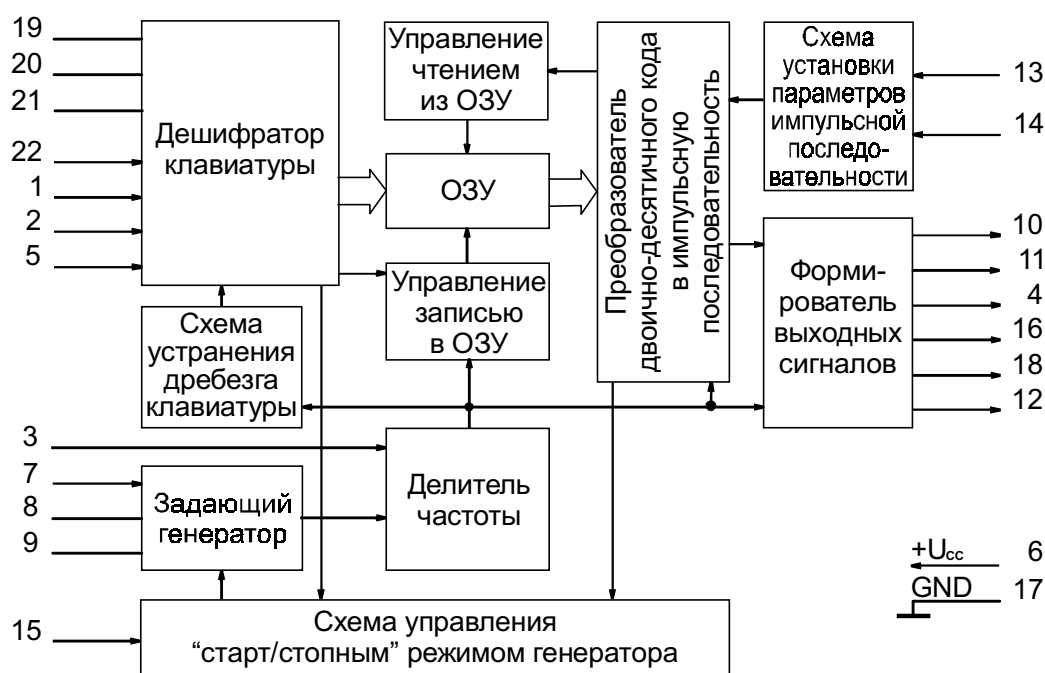 19
20
21
22
1
2
5
Дешифратор
клавиатуры
Управление
чтением
из ОЗУ
ОЗУ
Управление
записью
в ОЗУ
Преобразователь
двоично-десятичного кода
в импульсную
последовательность
Схема
установки
параметров
импульсной
последо-
вательности
13
14
Форми-
рователь
выходных
сигналов
10
11
4
16
18
12
Схема
устранения
дребезга
клавиатуры
3
7
8
9
Задающий
генератор
Делитель
частоты
+Ucc
6
GND
17
15
Схема управления
“старт/стопным” режимом генератора